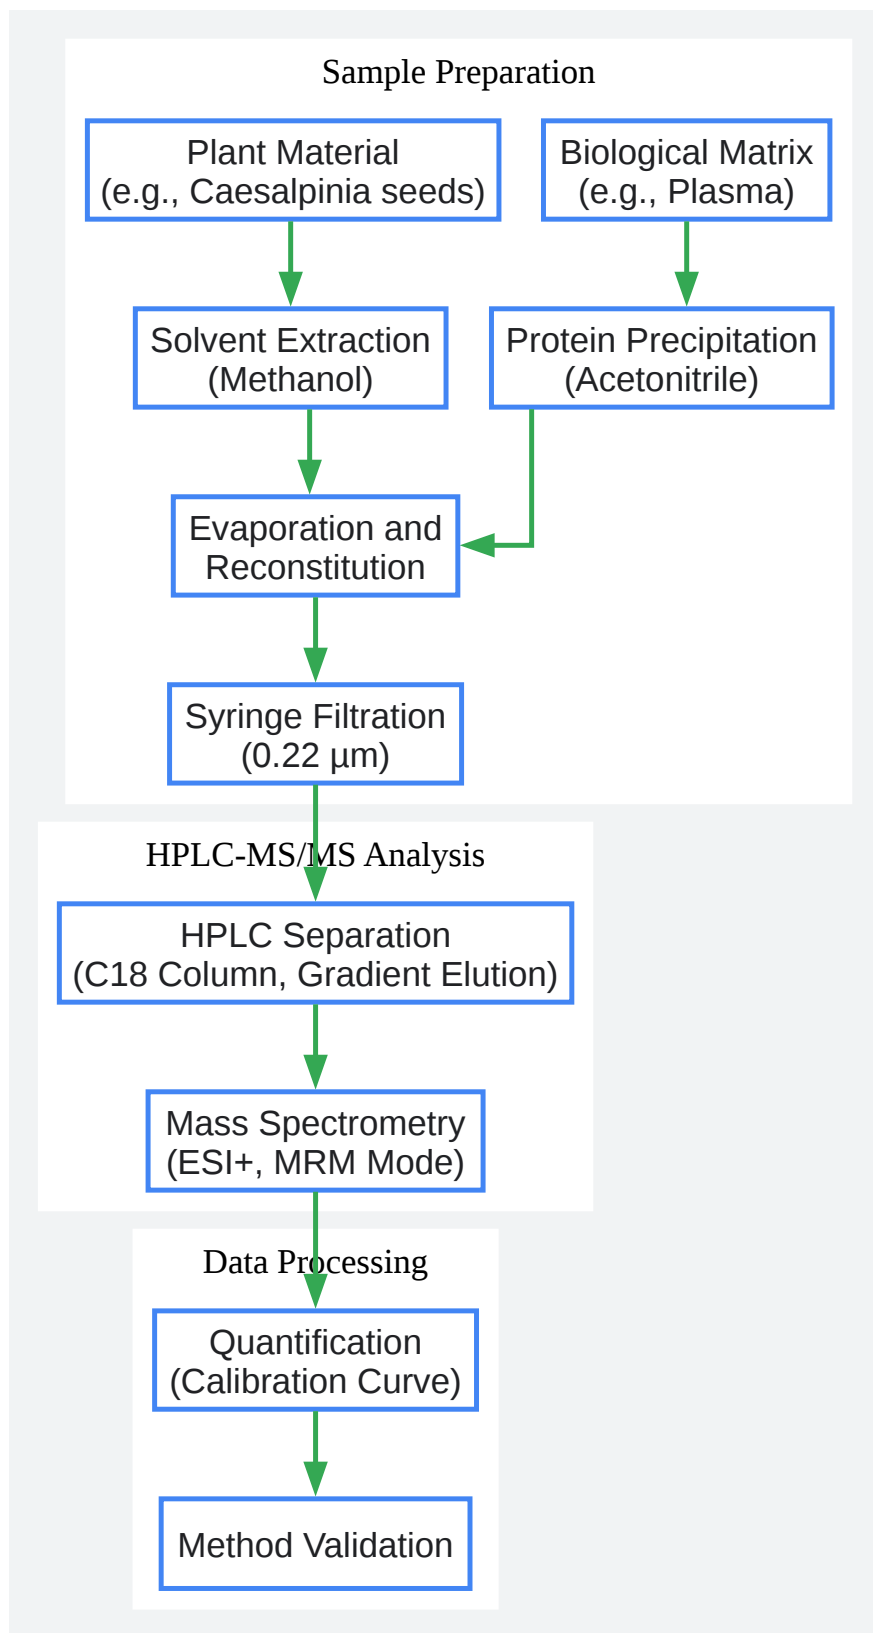 Sample Preparation
Plant Material
(e.g., Caesalpinia seeds)
Biological Matrix
(e.g., Plasma)
Solvent Extraction
(Methanol)
Protein Precipitation
(Acetonitrile)
Evaporation and
Reconstitution
Syringe Filtration
(0.22 µm)
HPLC-MS/MS Analysis
HPLC Separation
(C18 Column, Gradient Elution)
Mass Spectrometry
(ESI+, MRM Mode)
Data Processing
Quantification
(Calibration Curve)
Method Validation